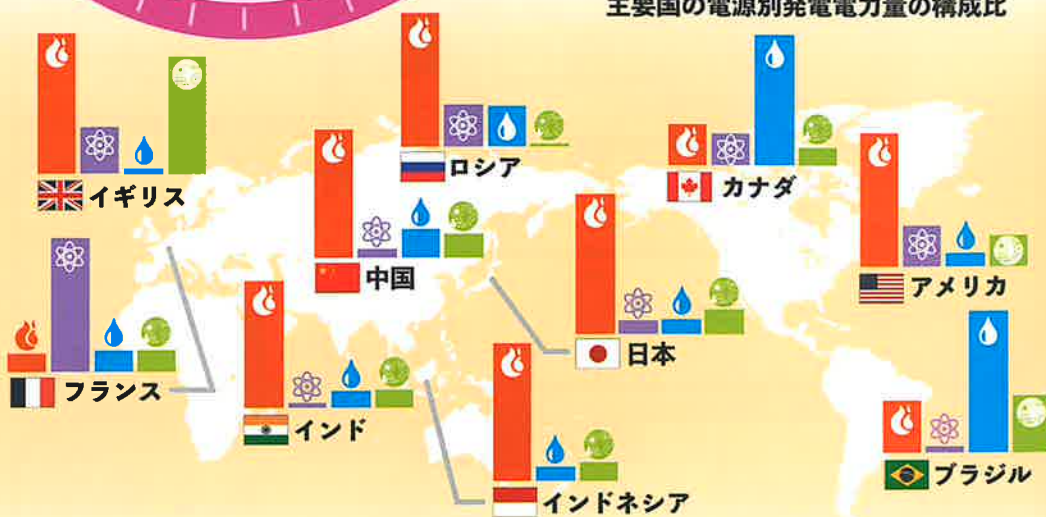 主要国の電源別発電電力量の構成比
イギリス
ロシア
カナダ
中国
アメリカ
フランス
日本
インド
ブラジル
インドネシア